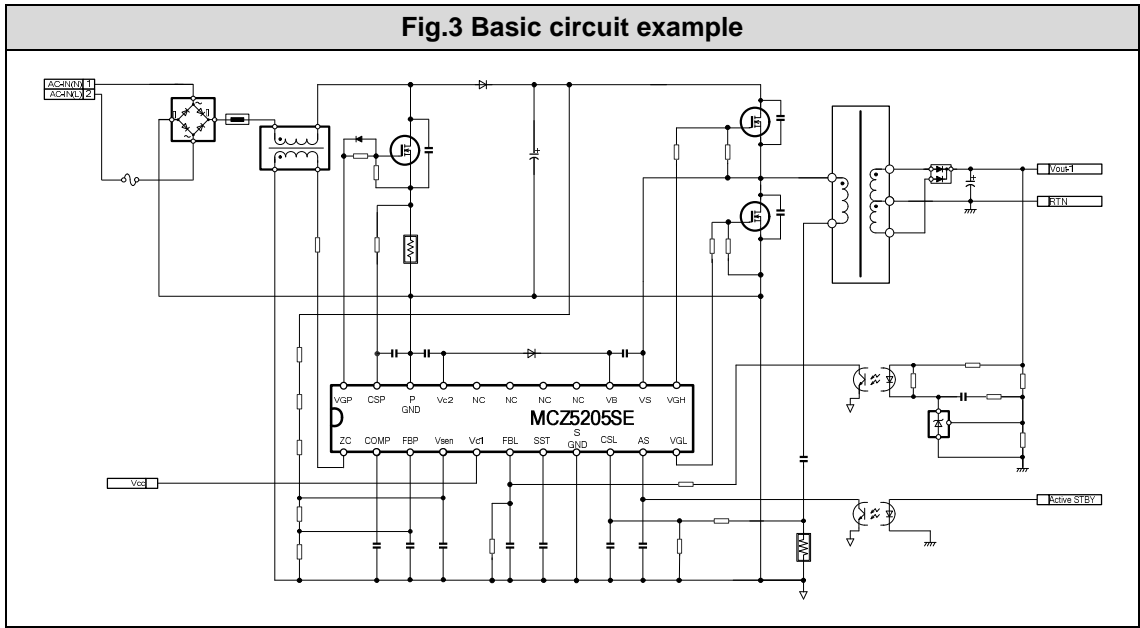 Fig.3 Basic circuit example
AC-IN(N) 1
AC-IN(L) 2
Vout-1
RTN
VGP CSP P GND Vc2 NC NC NC NC VB VS VGH
MCZ5205SE
ZC COMP FBP Vsen Vc1 FBL SST S GND CSL AS VGL
Vcc
Active STBY